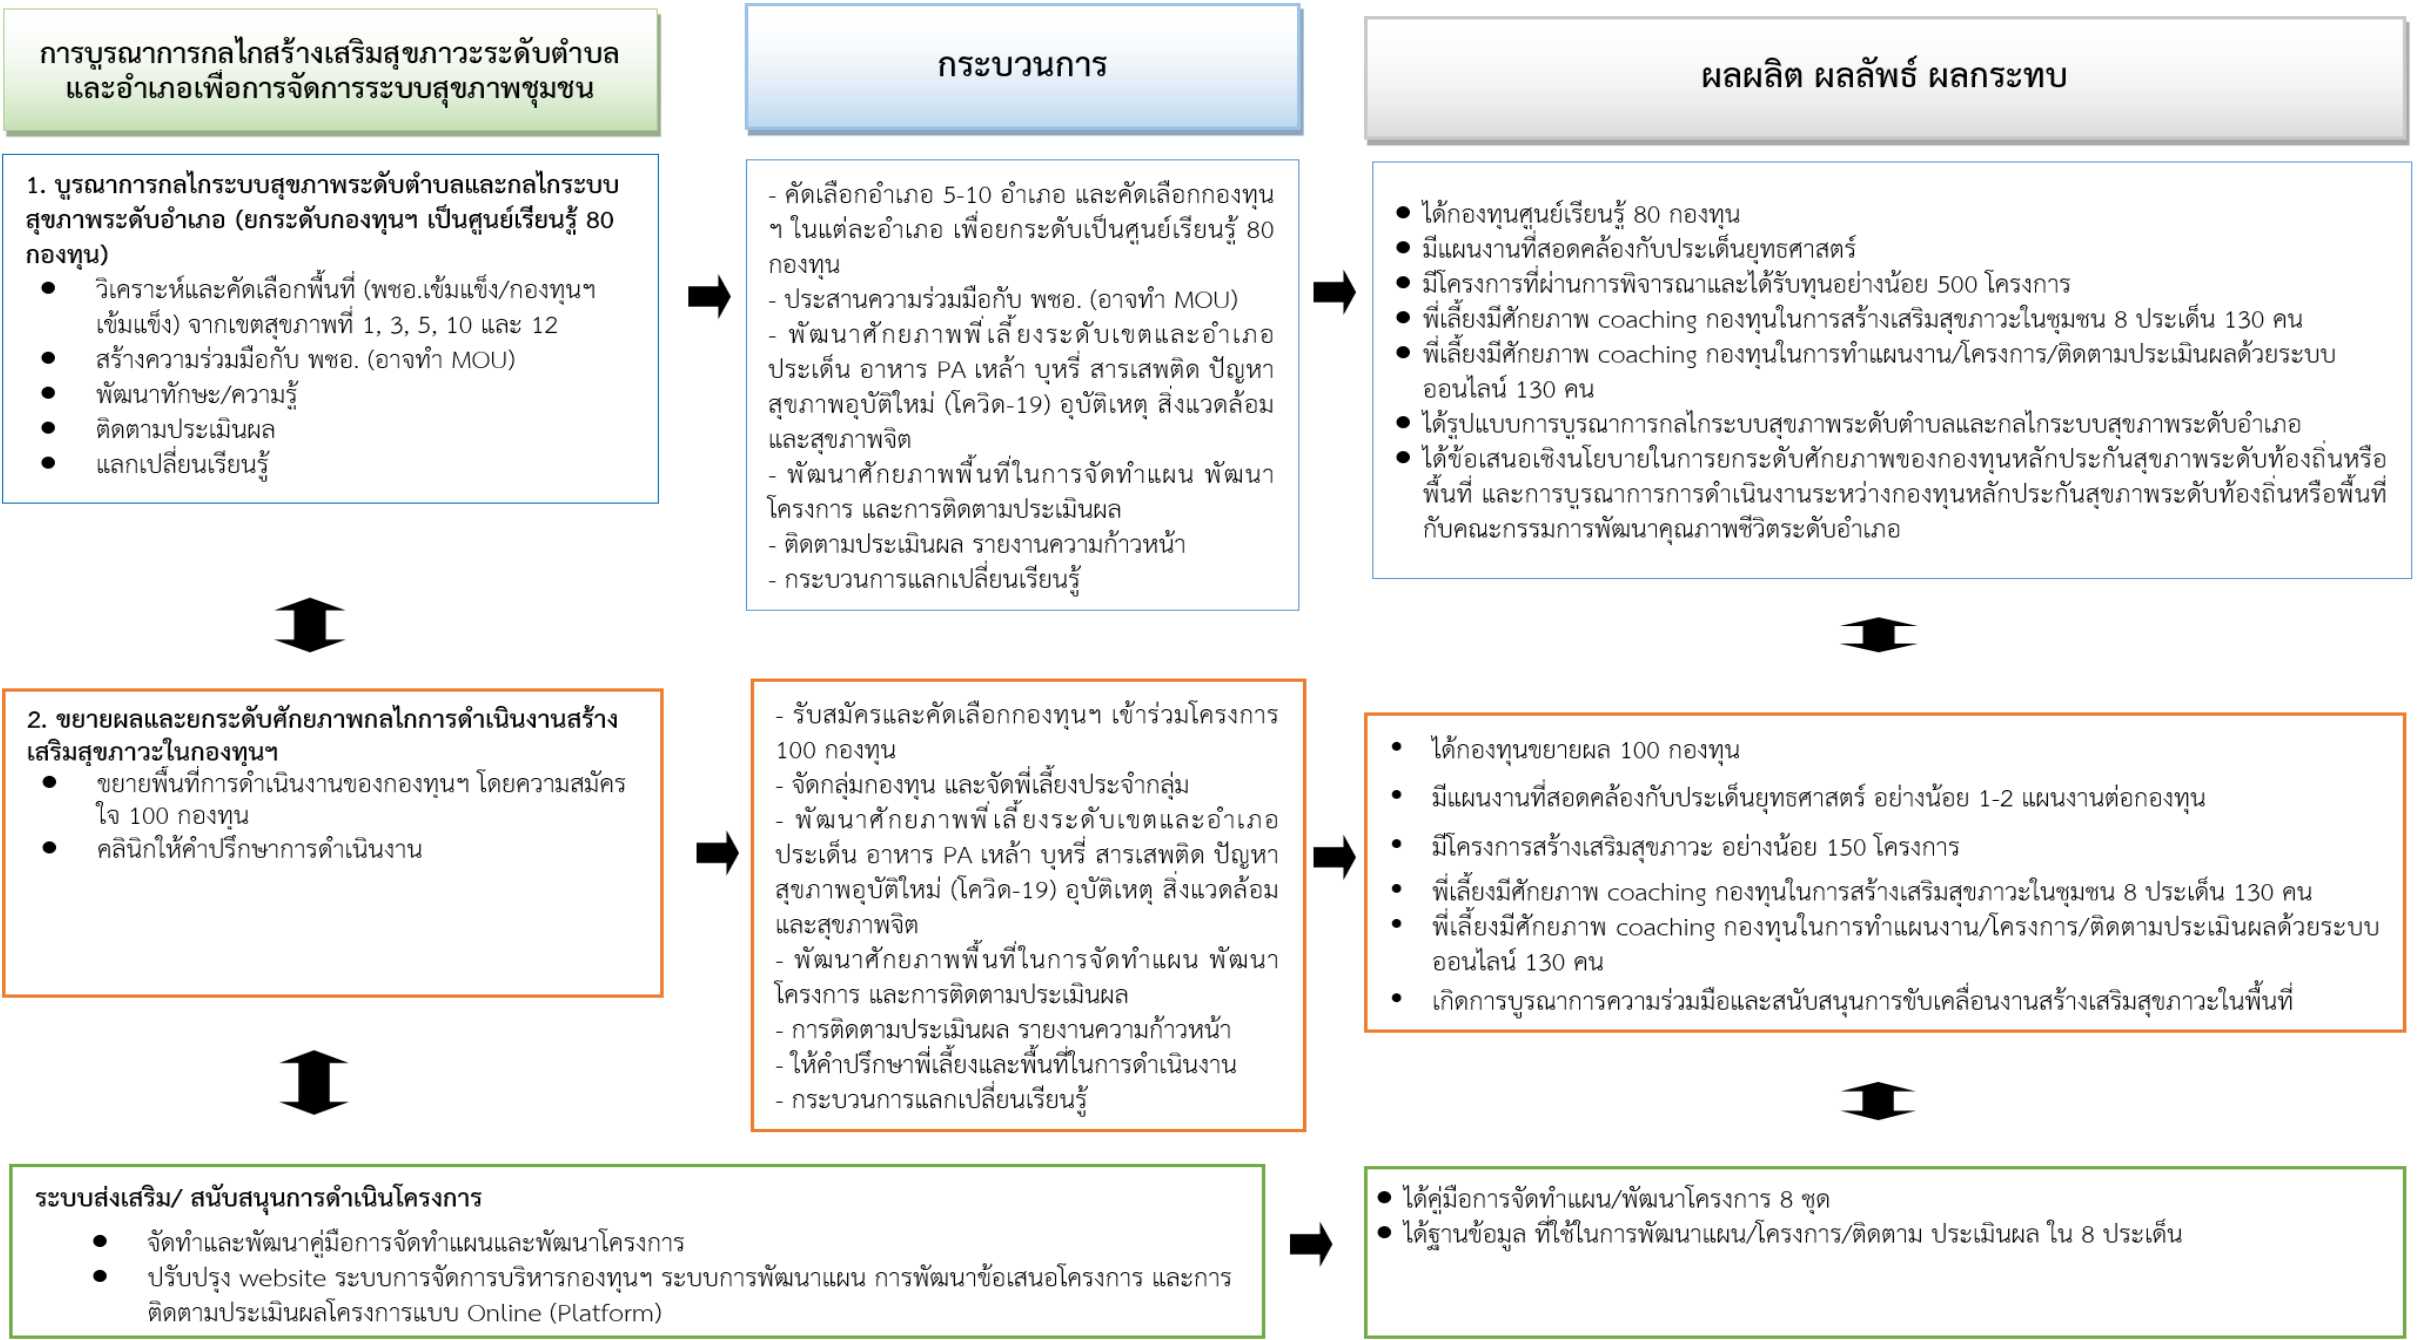 การบูรณาการกลไกสร้างเสริมสุขภาวะระดับตำบล
และอำเภอเพื่อการจัดการระบบสุขภาพชุมชน
กระบวนการ
ผลผลิต ผลลัพธ์ ผลกระทบ
1. บูรณาการกลไกระบบสุขภาพระดับตำบลและกลไกระบบ
สุขภาพระดับอำเภอ (ยกระดับกองทุนฯ เป็นศูนย์เรียนรู้ 80
กองทุน)
● วิเคราะห์และคัดเลือกพื้นที่ (พชอ.เข้มแข็ง/กองทุนฯ
เข้มแข็ง) จากเขตสุขภาพที่ 1, 3, 5, 10 และ 12
● สร้างความร่วมมือกับ พชอ. (อาจทำ MOU)
● พัฒนาทักษะ/ความรู้
● ติดตามประเมินผล
● แลกเปลี่ยนเรียนรู้
- คัดเลือกอำเภอ 5-10 อำเภอ และคัดเลือกกองทุน
ฯ ในแต่ละอำเภอ เพื่อยกระดับเป็นศูนย์เรียนรู้ 80
กองทุน
- ประสานความร่วมมือกับ พชอ. (อาจทำ MOU)
- พัฒนาศักยภาพพี่เลี้ยงระดับเขตและอำเภอ
ประเด็น อาหาร PA เหล้า บุหรี่ สารเสพติด ปัญหา
สุขภาพอุบัติใหม่ (โควิด-19) อุบัติเหตุ สิ่งแวดล้อม
และสุขภาพจิต
- พัฒนาศักยภาพพื้นที่ในการจัดทำแผน พัฒนา
โครงการ และการติดตามประเมินผล
- ติดตามประเมินผล รายงานความก้าวหน้า
- กระบวนการแลกเปลี่ยนเรียนรู้
● ได้กองทุนศูนย์เรียนรู้ 80 กองทุน
● มีแผนงานที่สอดคล้องกับประเด็นยุทธศาสตร์
● มีโครงการที่ผ่านการพิจารณาและได้รับทุนอย่างน้อย 500 โครงการ
● พี่เลี้ยงมีศักยภาพ coaching กองทุนในการสร้างเสริมสุขภาวะในชุมชน 8 ประเด็น 130 คน
● พี่เลี้ยงมีศักยภาพ coaching กองทุนในการทำแผนงาน/โครงการ/ติดตามประเมินผลด้วยระบบ
ออนไลน์ 130 คน
● ได้รูปแบบการบูรณาการกลไกระบบสุขภาพระดับตำบลและกลไกระบบสุขภาพระดับอำเภอ
● ได้ข้อเสนอเชิงนโยบายในการยกระดับศักยภาพของกองทุนหลักประกันสุขภาพระดับท้องถิ่นหรือ
พื้นที่ และการบูรณาการการดำเนินงานระหว่างกองทุนหลักประกันสุขภาพระดับท้องถิ่นหรือพื้นที่
กับคณะกรรมการพัฒนาคุณภาพชีวิตระดับอำเภอ
2. ขยายผลและยกระดับศักยภาพกลไกการดำเนินงานสร้าง
เสริมสุขภาวะในกองทุนฯ
● ขยายพื้นที่การดำเนินงานของกองทุนฯ โดยความสมัคร
ใจ 100 กองทุน
● คลินิกให้คำปรึกษาการดำเนินงาน
- รับสมัครและคัดเลือกกองทุนฯ เข้าร่วมโครงการ
100 กองทุน
- จัดกลุ่มกองทุน และจัดพี่เลี้ยงประจำกลุ่ม
- พัฒนาศักยภาพพี่เลี้ยงระดับเขตและอำเภอ
ประเด็น อาหาร PA เหล้า บุหรี่ สารเสพติด ปัญหา
สุขภาพอุบัติใหม่ (โควิด-19) อุบัติเหตุ สิ่งแวดล้อม
และสุขภาพจิต
- พัฒนาศักยภาพพื้นที่ในการจัดทำแผน พัฒนา
โครงการ และการติดตามประเมินผล
- การติดตามประเมินผล รายงานความก้าวหน้า
- ให้คำปรึกษาพี่เลี้ยงและพื้นที่ในการดำเนินงาน
- กระบวนการแลกเปลี่ยนเรียนรู้
• ได้กองทุนขยายผล 100 กองทุน
• มีแผนงานที่สอดคล้องกับประเด็นยุทธศาสตร์ อย่างน้อย 1-2 แผนงานต่อกองทุน
• มีโครงการสร้างเสริมสุขภาวะ อย่างน้อย 150 โครงการ
• พี่เลี้ยงมีศักยภาพ coaching กองทุนในการสร้างเสริมสุขภาวะในชุมชน 8 ประเด็น 130 คน
• พี่เลี้ยงมีศักยภาพ coaching กองทุนในการทำแผนงาน/โครงการ/ติดตามประเมินผลด้วยระบบ
ออนไลน์ 130 คน
• เกิดการบูรณาการความร่วมมือและสนับสนุนการขับเคลื่อนงานสร้างเสริมสุขภาวะในพื้นที่
ระบบส่งเสริม/ สนับสนุนการดำเนินโครงการ
● จัดทำและพัฒนาคู่มือการจัดทำแผนและพัฒนาโครงการ
● ปรับปรุง website ระบบการจัดการบริหารกองทุนฯ ระบบการพัฒนาแผน การพัฒนาข้อเสนอโครงการ และการ
ติดตามประเมินผลโครงการแบบ Online (Platform)
● ได้คู่มือการจัดทำแผน/พัฒนาโครงการ 8 ชุด
● ได้ฐานข้อมูล ที่ใช้ในการพัฒนาแผน/โครงการ/ติดตาม ประเมินผล ใน 8 ประเด็น